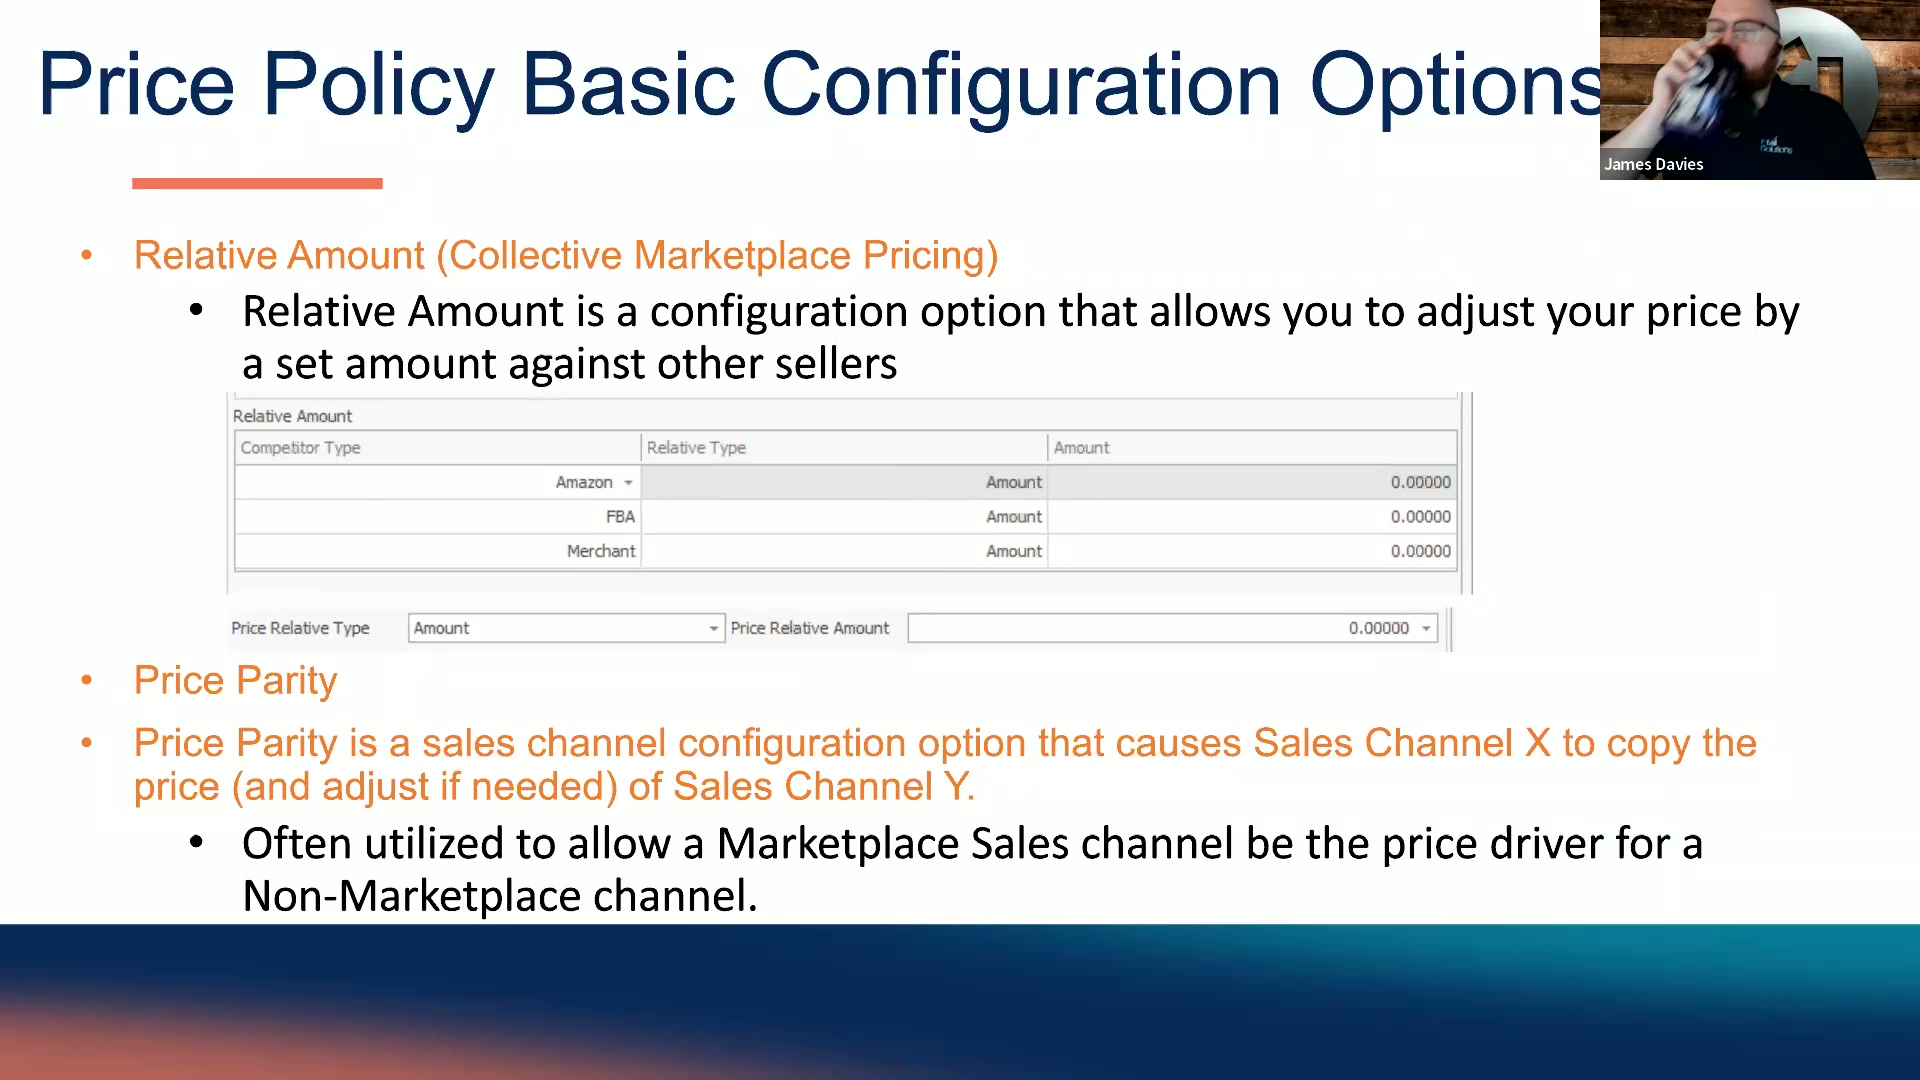 Price Policy Basic Configuration Options
James Davies
• Relative Amount (Collective Marketplace Pricing)
• Relative Amount is a configuration option that allows you to adjust your price by
a set amount against other sellers
Relative Amount
Competitor Type Relative Type Amount
Amazon Amount 0.00000
FBA Amount 0.00000
Merchant Amount 0.00000
Price Relative Type Amount Price Relative Amount 0.00000
• Price Parity
• Price Parity is a sales channel configuration option that causes Sales Channel X to copy the
price (and adjust if needed) of Sales Channel Y.
• Often utilized to allow a Marketplace Sales channel be the price driver for a
Non-Marketplace channel.